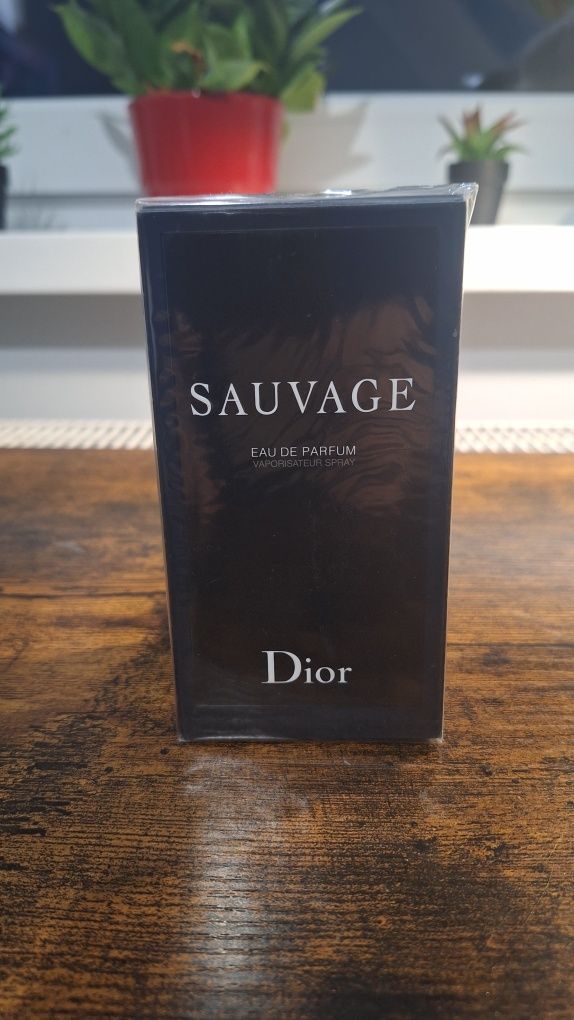 SAUVAGE
EAU DE PARFUM
VAPORISATEUR SPRAY
Dior